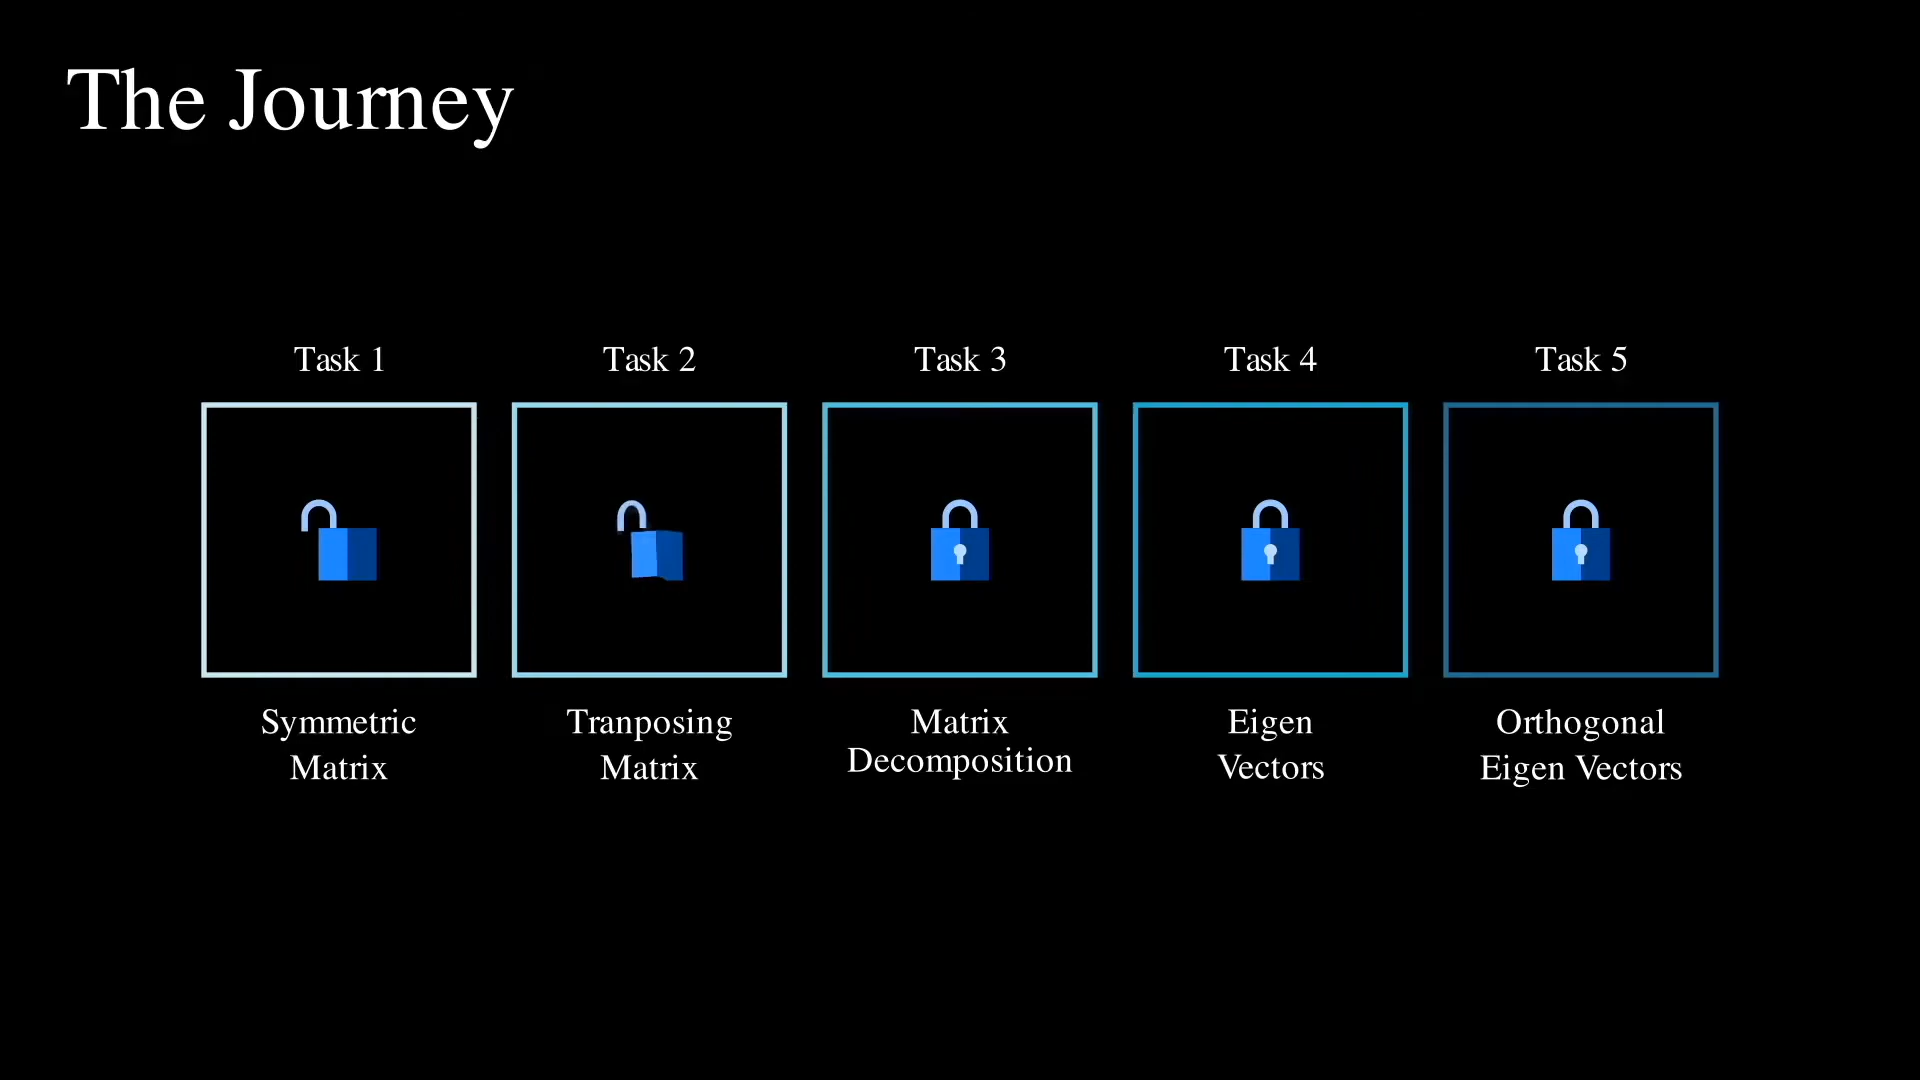 The Journey
Task 1
Task 2
Task 3
Task 4
Task 5
Symmetric
Matrix
Tranposing
Matrix
Matrix
Decomposition
Eigen
Vectors
Orthogonal
Eigen Vectors